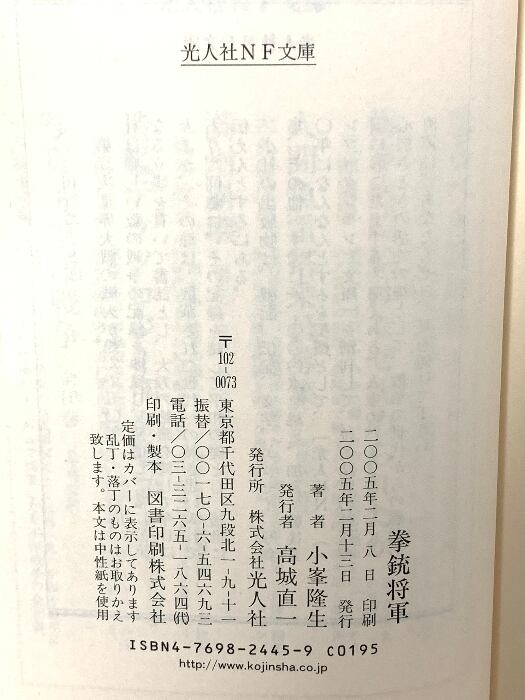 光人社NF文庫
拳銃将軍
二〇〇五年二月八日 印刷
二〇〇五年二月十三日 発行
著者 小峯隆生
発行者 高城直一
発行所 株式会社光人社
〒102-0073
東京都千代田区九段北一-九-十一
振替/〇〇一七〇-六-五四六九三
電話/〇三-三二六五-一八六四(代)
印刷・製本 図書印刷株式会社
定価はカバーに表示してあります
乱丁・落丁のものはお取りかえ
致します。本文は中性紙を使用
ISBN4-7698-2445-9 C0195
http://www.kojinsha.co.jp